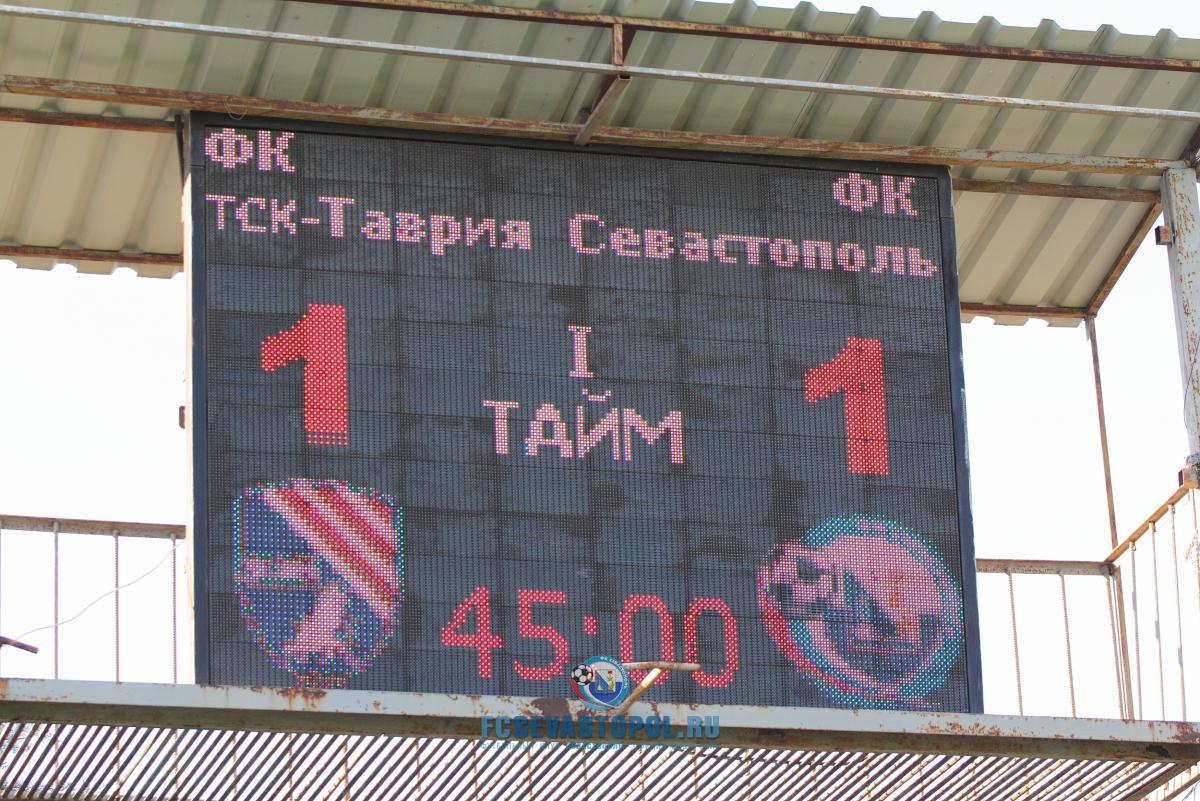 ФК ФК
ТСК-Таврия Севастополь
1 I 1
ТАЙМ
45:00
FCSEVASTOPOL.RU